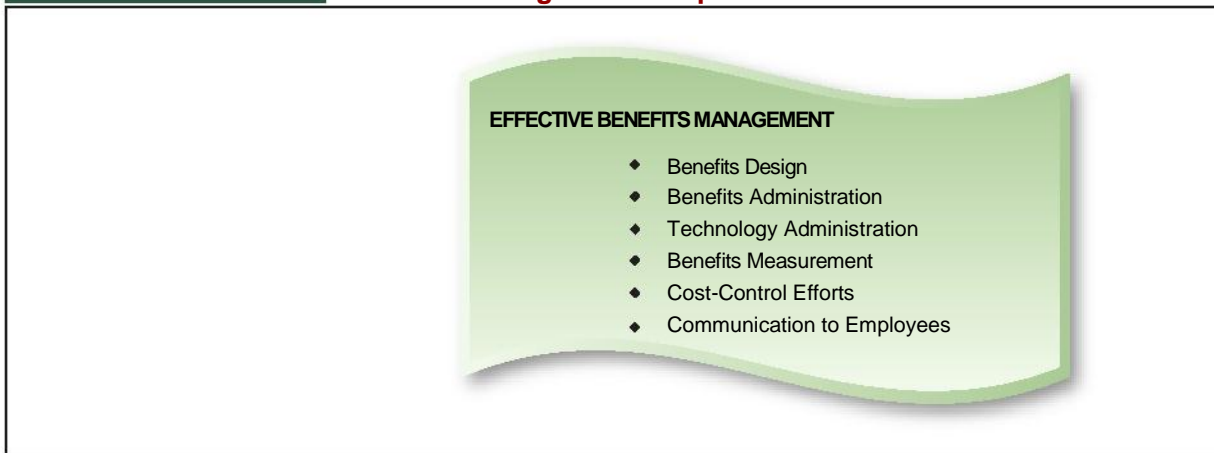 EFFECTIVE BENEFITS MANAGEMENT
◆ Benefits Design
◆ Benefits Administration
◆ Technology Administration
◆ Benefits Measurement
◆ Cost-Control Efforts
◆ Communication to Employees